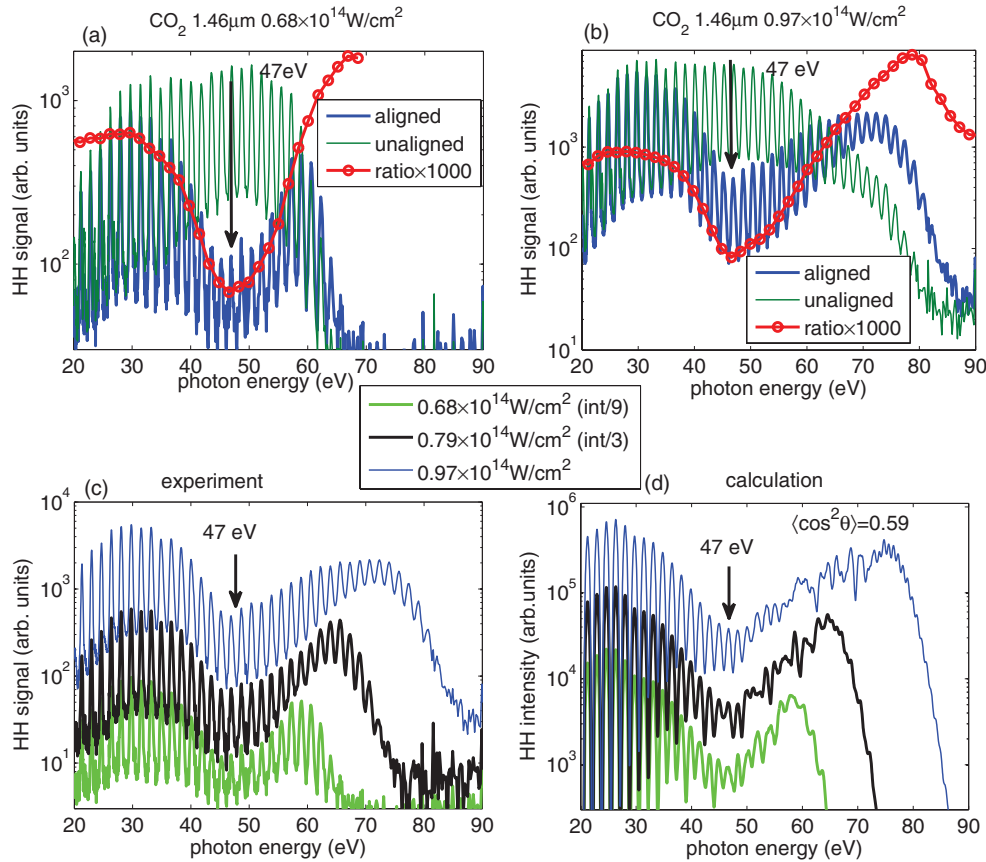 CO2 1.46μm 0.68×10^14W/cm^2
(a)
47eV
aligned
unaligned
ratio×1000
HH signal (arb. units)
10^3
10^2
20 30 40 50 60 70 80 90
photon energy (eV)
CO2 1.46μm 0.97×10^14W/cm^2
(b)
47 eV
aligned
unaligned
ratio×1000
HH signal (arb. units)
10^3
10^2
10^1
20 30 40 50 60 70 80 90
photon energy (eV)
0.68×10^14W/cm^2 (int/9)
0.79×10^14W/cm^2 (int/3)
0.97×10^14W/cm^2
(c)
experiment
47 eV
HH signal (arb. units)
10^4
10^3
10^2
10^1
20 30 40 50 60 70 80 90
photon energy (eV)
(d)
calculation
⟨cos^2θ⟩=0.59
47 eV
HH intensity (arb.units)
10^6
10^5
10^4
10^3
20 30 40 50 60 70 80 90
photon energy (eV)